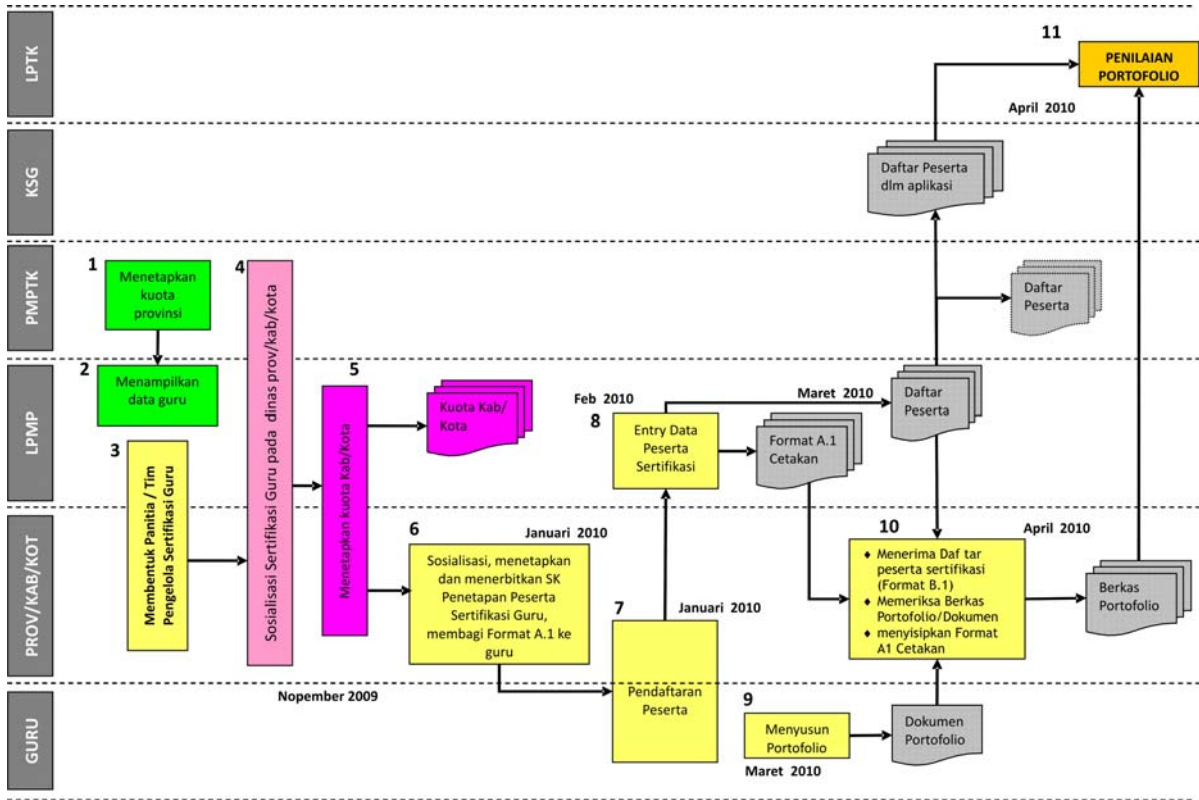 LPTK
KSG
PMPTK
LPMP
PROV/KAB/KOT
GURU
1
Menetapkan
kuota
provinsi
2
Menampilkan
data guru
3
Membentuk Panitia / Tim
Pengelola Sertifikasi Guru
4
Sosialisasi Sertifikasi Guru pada dinas prov/kab/kota
Nopember 2009
5
Menetapkan kuota Kab/Kota
Kuota Kab/
Kota
6
Januari 2010
Sosialisasi, menetapkan
dan menerbitkan SK
Penetapan Peserta
Sertifikasi Guru,
membagi Format A.1 ke
guru
7
Januari 2010
Pendaftaran
Peserta
Feb 2010
8
Entry Data
Peserta
Sertifikasi
Maret 2010
Format A.1
Cetakan
Daftar
Peserta
Daftar
Peserta
Daftar Peserta
dlm aplikasi
9
Menyusun
Portofolio
Maret 2010
Dokumen
Portofolio
10
April 2010
♦ Menerima Daf tar
peserta sertifikasi
(Format B.1)
♦ Memeriksa Berkas
Portofolio/Dokumen
♦ menyisipkan Format
A1 Cetakan
Berkas
Portofolio
11
PENILAIAN
PORTOFOLIO
April 2010